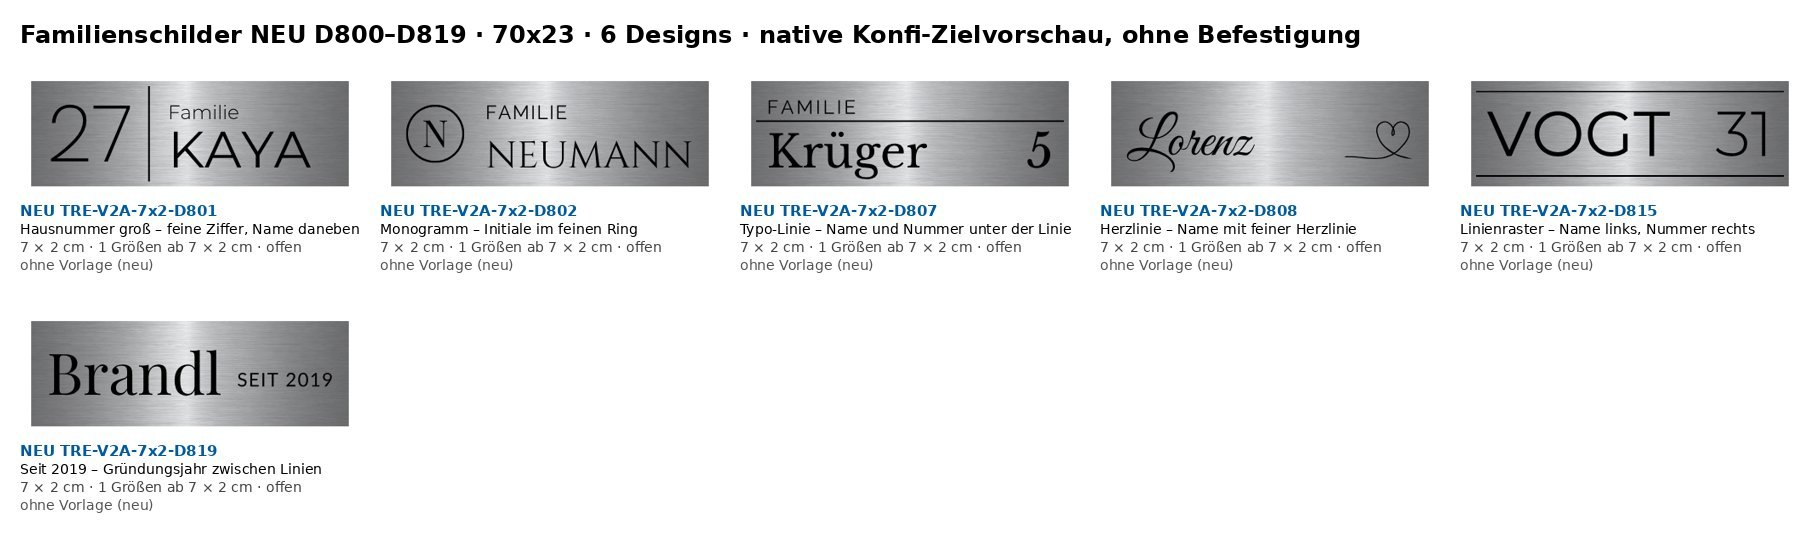 Familienschilder NEU D800–D819 · 70x23 · 6 Designs · native Konfi-Zielvorschau, ohne Befestigung
27
Familie
KAYA
NEU TRE-V2A-7x2-D801
Hausnummer groß – feine Ziffer, Name daneben
7 × 2 cm · 1 Größen ab 7 × 2 cm · offen
ohne Vorlage (neu)
N
FAMILIE
NEUMANN
NEU TRE-V2A-7x2-D802
Monogramm – Initiale im feinen Ring
7 × 2 cm · 1 Größen ab 7 × 2 cm · offen
ohne Vorlage (neu)
FAMILIE
Krüger 5
NEU TRE-V2A-7x2-D807
Typo-Linie – Name und Nummer unter der Linie
7 × 2 cm · 1 Größen ab 7 × 2 cm · offen
ohne Vorlage (neu)
Lorenz
NEU TRE-V2A-7x2-D808
Herzlinie – Name mit feiner Herzlinie
7 × 2 cm · 1 Größen ab 7 × 2 cm · offen
ohne Vorlage (neu)
VOGT 31
NEU TRE-V2A-7x2-D815
Linienraster – Name links, Nummer rechts
7 × 2 cm · 1 Größen ab 7 × 2 cm · offen
ohne Vorlage (neu)
Brandl SEIT 2019
NEU TRE-V2A-7x2-D819
Seit 2019 – Gründungsjahr zwischen Linien
7 × 2 cm · 1 Größen ab 7 × 2 cm · offen
ohne Vorlage (neu)